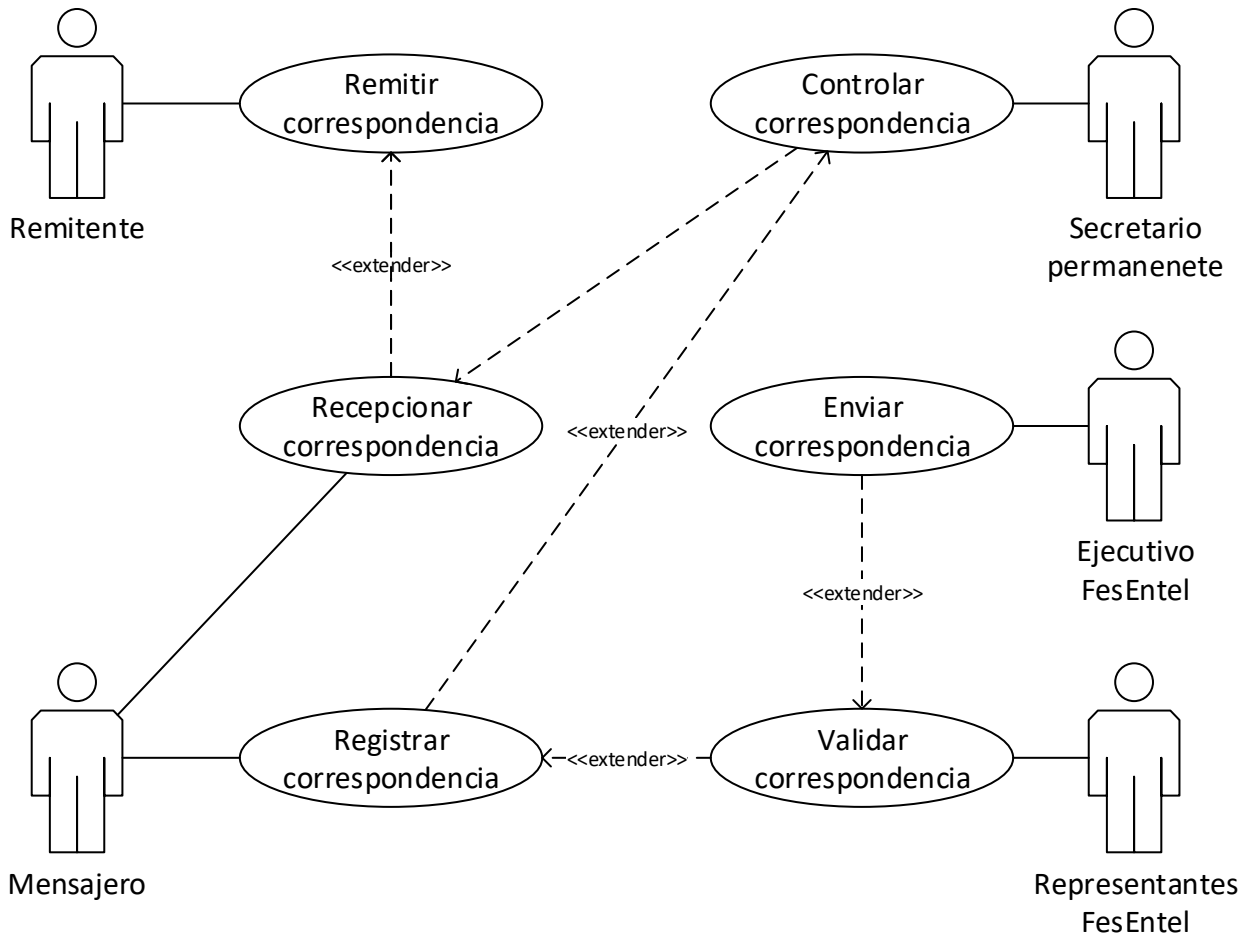 Remitir
correspondencia
Controlar
correspondencia
Remitente
Secretario
permanenete
<<extender>>
Recepcionar
correspondencia
<<extender>>
Enviar
correspondencia
Ejecutivo
FesEntel
<<extender>>
Registrar
correspondencia
<<extender>>
Validar
correspondencia
Mensajero
Representantes
FesEntel